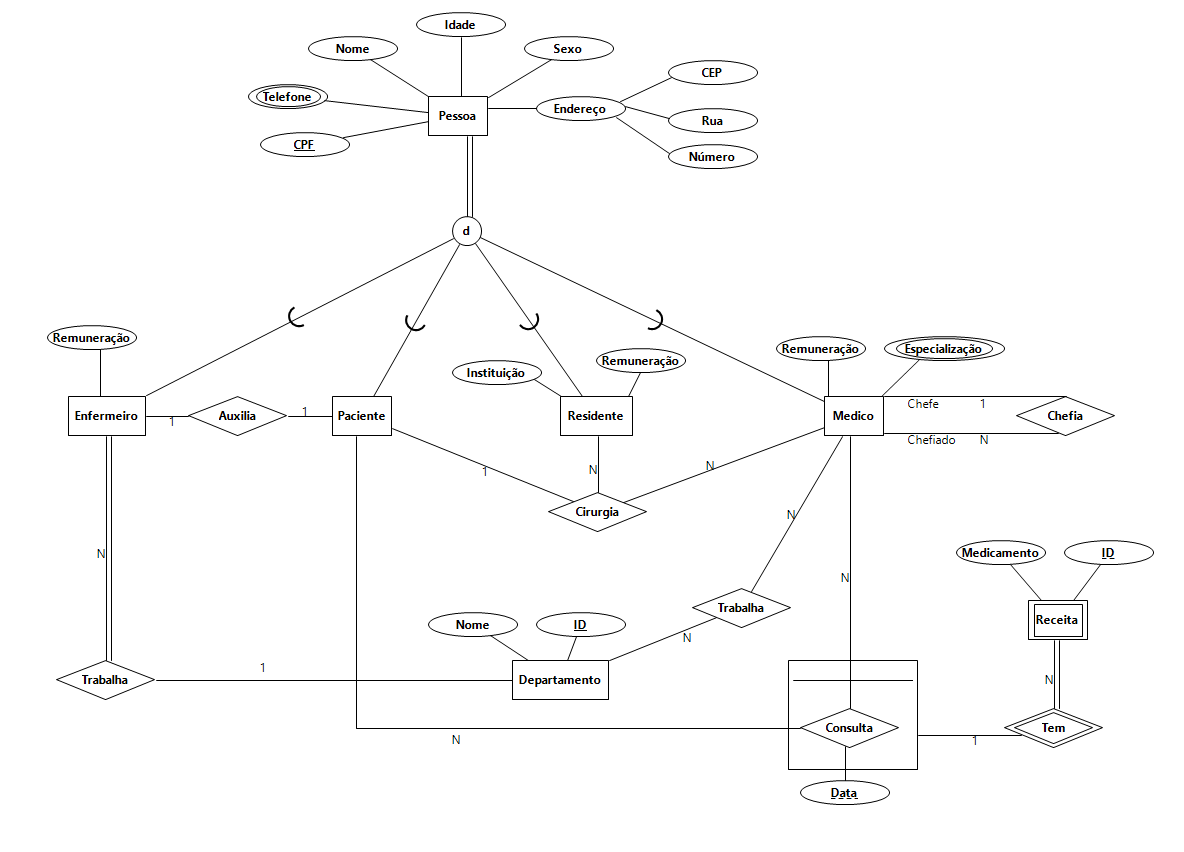 Idade
Nome
Sexo
CEP
Telefone
Endereço
Pessoa
Rua
CPF
Número
d
Remuneração
Remuneração
Especialização
Remuneração
Instituição
Chefe 1
Enfermeiro
1
Auxilia
1
Paciente
Residente
Medico
Chefia
Chefiado N
1
N
N
Cirurgia
N
N
Medicamento
ID
N
Trabalha
Receita
Nome
ID
N
Trabalha
1
Departamento
N
Consulta
Tem
N
1
Data